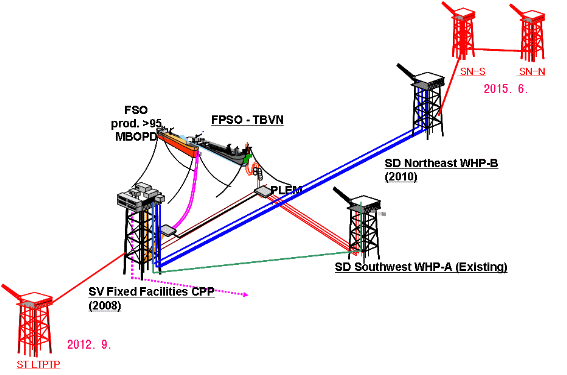 SN-S
SN-N
2015. 6.
FSO
prod. >95
MBOPD
FPSO - TBVN
SD Northeast WHP-B
(2010)
PLEM
SD Southwest WHP-A (Existing)
SV Fixed Facilities CPP
(2008)
2012. 9.
ST LTPTP